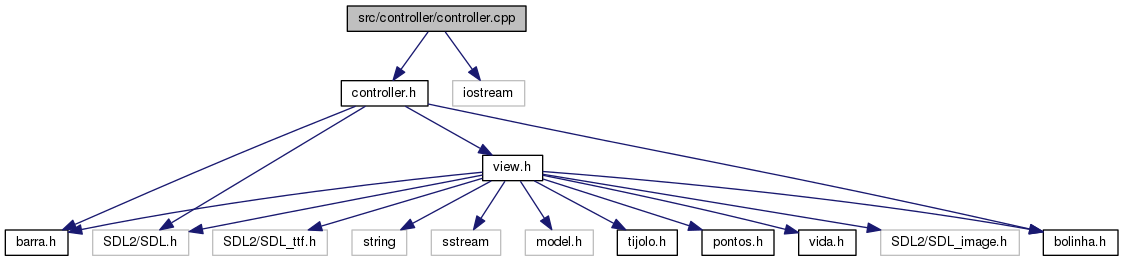 src/controller/controller.cpp
controller.h
iostream
view.h
barra.h
SDL2/SDL.h
SDL2/SDL_ttf.h
string
sstream
model.h
tijolo.h
pontos.h
vida.h
SDL2/SDL_image.h
bolinha.h